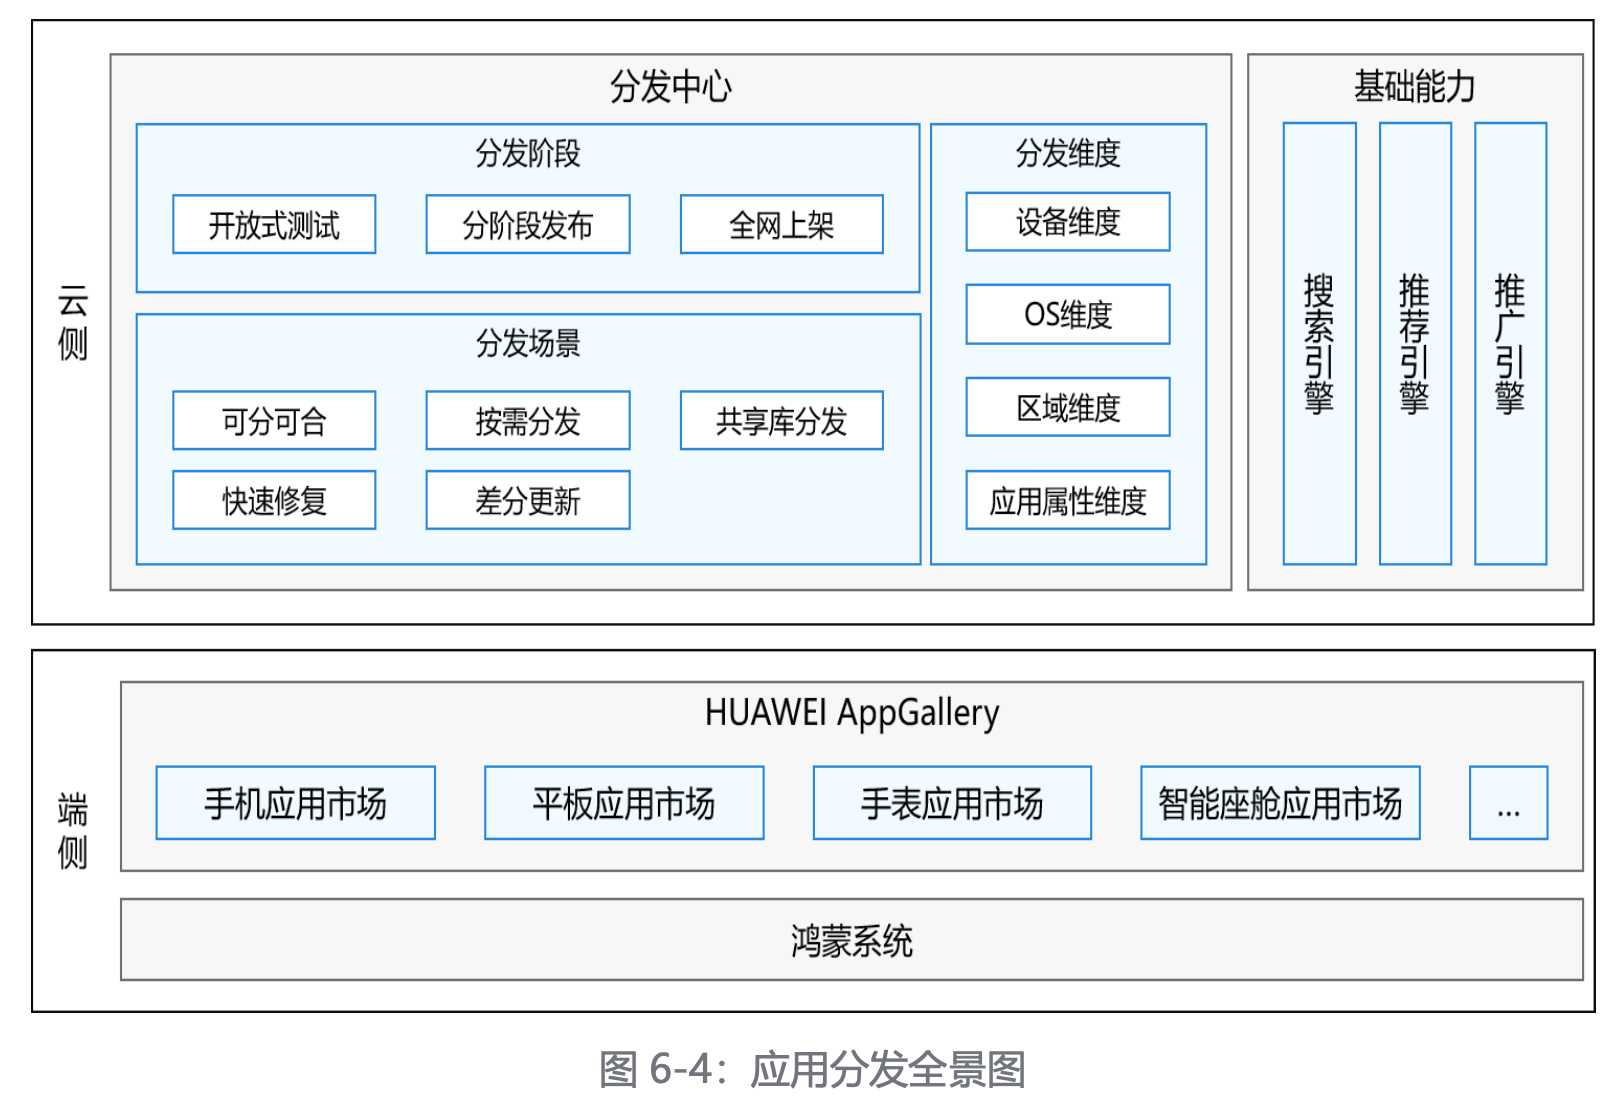 云侧
分发中心
分发阶段
开放式测试
分阶段发布
全网上架
分发场景
可分可合
按需分发
共享库分发
快速修复
差分更新
分发维度
设备维度
OS维度
区域维度
应用属性维度
基础能力
搜索引擎
推荐引擎
推广引擎
端侧
HUAWEI AppGallery
手机应用市场
平板应用市场
手表应用市场
智能座舱应用市场
...
鸿蒙系统
图 6-4：应用分发全景图